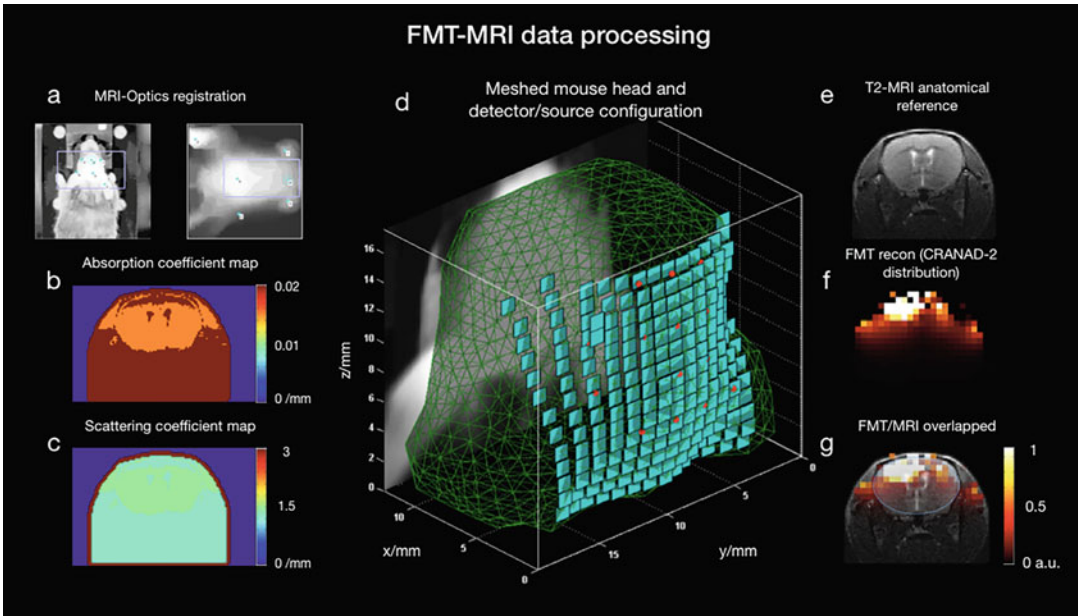 FMT-MRI data processing
a
MRI-Optics registration
b
Absorption coefficient map
0.02
0.01
0 /mm
c
Scattering coefficient map
3
1.5
0 /mm
d
Meshed mouse head and
detector/source configuration
16
14
12
10
8
6
4
2
0
z/mm
10
5
0
x/mm
15
10
5
0
y/mm
e
T2-MRI anatomical
reference
f
FMT recon (CRANAD-2
distribution)
g
FMT/MRI overlapped
1
0.5
0 a.u.